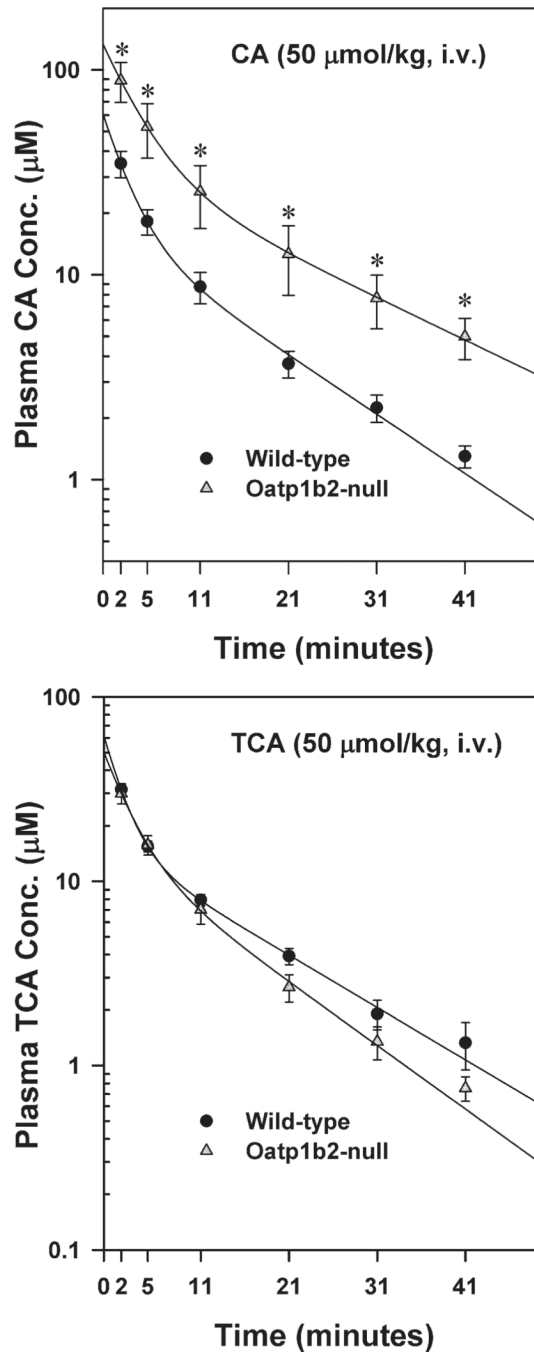 CA (50 μmol/kg, i.v.)
Plasma CA Conc. (μM)
100
10
1
* * * * * *
Wild-type
Oatp1b2-null
0 2 5 11 21 31 41
Time (minutes)
TCA (50 μmol/kg, i.v.)
Plasma TCA Conc. (μM)
100
10
1
0.1
Wild-type
Oatp1b2-null
0 2 5 11 21 31 41
Time (minutes)